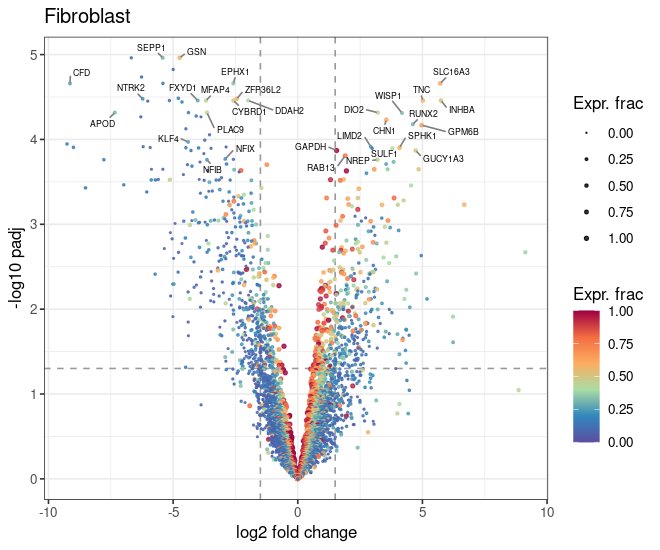 Fibroblast
-log10 padj
5
4
3
2
1
0
SEPP1
GSN
CFD
EPHX1
SLC16A3
NTRK2
FXYD1
MFAP4
ZFP36L2
WISP1
TNC
APOD
CYBRD1
DDAH2
DIO2
RUNX2
INHBA
PLAC9
CHN1
GPM6B
KLF4
NFIX
LIMD2
SPHK1
GAPDH
NREP
SULF1
GUCY1A3
NFIB
RAB13
-10
-5
0
5
10
log2 fold change
Expr. frac
0.00
0.25
0.50
0.75
1.00
Expr. frac
1.00
0.75
0.50
0.25
0.00